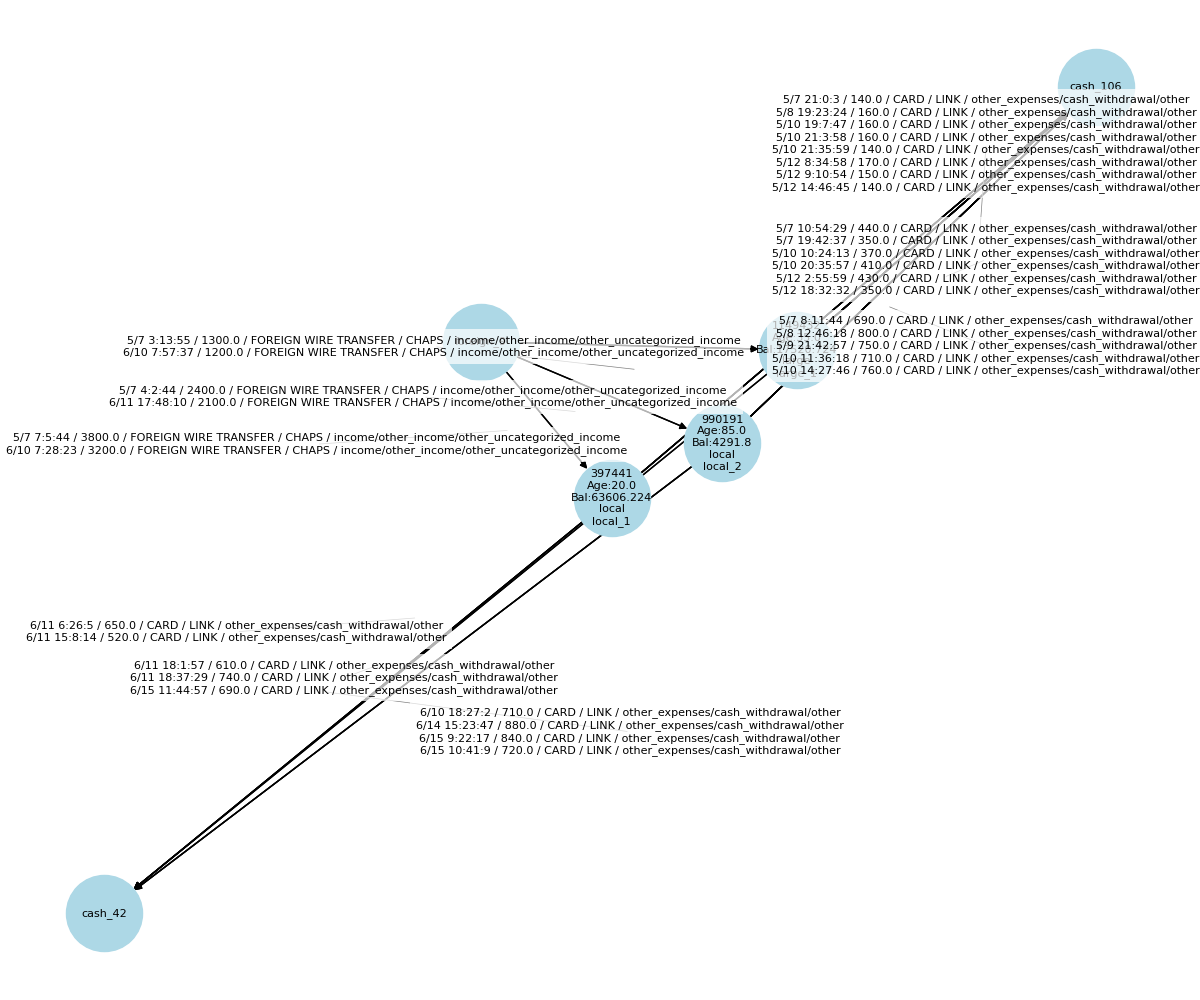 cash_106
5/7 21:0:3 / 140.0 / CARD / LINK / other_expenses/cash_withdrawal/other
5/8 19:23:24 / 160.0 / CARD / LINK / other_expenses/cash_withdrawal/other
5/10 19:7:47 / 160.0 / CARD / LINK / other_expenses/cash_withdrawal/other
5/10 21:3:58 / 160.0 / CARD / LINK / other_expenses/cash_withdrawal/other
5/10 21:35:59 / 140.0 / CARD / LINK / other_expenses/cash_withdrawal/other
5/12 8:34:58 / 170.0 / CARD / LINK / other_expenses/cash_withdrawal/other
5/12 9:10:54 / 150.0 / CARD / LINK / other_expenses/cash_withdrawal/other
5/12 14:46:45 / 140.0 / CARD / LINK / other_expenses/cash_withdrawal/other
5/7 10:54:29 / 440.0 / CARD / LINK / other_expenses/cash_withdrawal/other
5/7 19:42:37 / 350.0 / CARD / LINK / other_expenses/cash_withdrawal/other
5/10 10:24:13 / 370.0 / CARD / LINK / other_expenses/cash_withdrawal/other
5/10 20:35:57 / 410.0 / CARD / LINK / other_expenses/cash_withdrawal/other
5/12 2:55:59 / 430.0 / CARD / LINK / other_expenses/cash_withdrawal/other
5/12 18:32:32 / 350.0 / CARD / LINK / other_expenses/cash_withdrawal/other
5/7 8:11:44 / 690.0 / CARD / LINK / other_expenses/cash_withdrawal/other
5/8 12:46:18 / 800.0 / CARD / LINK / other_expenses/cash_withdrawal/other
5/9 21:42:57 / 750.0 / CARD / LINK / other_expenses/cash_withdrawal/other
5/10 11:36:18 / 710.0 / CARD / LINK / other_expenses/cash_withdrawal/other
5/10 14:27:46 / 760.0 / CARD / LINK / other_expenses/cash_withdrawal/other
5/7 3:13:55 / 1300.0 / FOREIGN WIRE TRANSFER / CHAPS / income/other_income/other_uncategorized_income
6/10 7:57:37 / 1200.0 / FOREIGN WIRE TRANSFER / CHAPS / income/other_income/other_uncategorized_income
5/7 4:2:44 / 2400.0 / FOREIGN WIRE TRANSFER / CHAPS / income/other_income/other_uncategorized_income
6/11 17:48:10 / 2100.0 / FOREIGN WIRE TRANSFER / CHAPS / income/other_income/other_uncategorized_income
5/7 7:5:44 / 3800.0 / FOREIGN WIRE TRANSFER / CHAPS / income/other_income/other_uncategorized_income
6/10 7:28:23 / 3200.0 / FOREIGN WIRE TRANSFER / CHAPS / income/other_income/other_uncategorized_income
990191
Age:85.0
Bal:4291.8
local
local_2
397441
Age:20.0
Bal:63606.224
local
local_1
6/11 6:26:5 / 650.0 / CARD / LINK / other_expenses/cash_withdrawal/other
6/11 15:8:14 / 520.0 / CARD / LINK / other_expenses/cash_withdrawal/other
6/11 18:1:57 / 610.0 / CARD / LINK / other_expenses/cash_withdrawal/other
6/11 18:37:29 / 740.0 / CARD / LINK / other_expenses/cash_withdrawal/other
6/15 11:44:57 / 690.0 / CARD / LINK / other_expenses/cash_withdrawal/other
6/10 18:27:2 / 710.0 / CARD / LINK / other_expenses/cash_withdrawal/other
6/14 15:23:47 / 880.0 / CARD / LINK / other_expenses/cash_withdrawal/other
6/15 9:22:17 / 840.0 / CARD / LINK / other_expenses/cash_withdrawal/other
6/15 10:41:9 / 720.0 / CARD / LINK / other_expenses/cash_withdrawal/other
cash_42